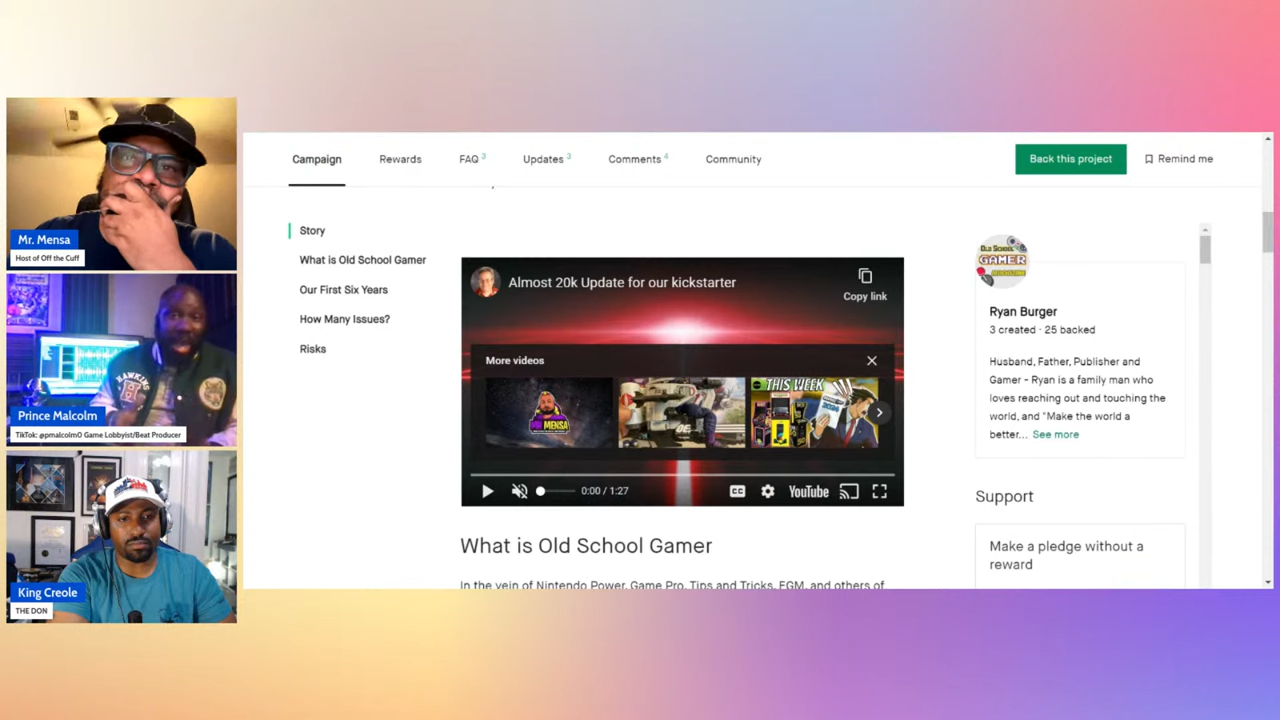 Mr. Mensa
Host of Off the Cuff
HAWKINS
Prince Malcolm
TikTok: @pmalcolm0 Game Lobbyist/Beat Producer
King Creole
THE DON
Campaign
Rewards
FAQ 3
Updates 3
Comments 4
Community
Back this project
Remind me
Story
What is Old School Gamer
Our First Six Years
How Many Issues?
Risks
Almost 20k Update for our kickstarter
Copy link
More videos
MR MENSA
THIS WEEK
0:00 / 1:27
CC
YouTube
What is Old School Gamer
In the vein of Nintendo Power, Game Pro, Tips and Tricks, EGM, and others of
OLD SCHOOL
GAMER
MAGAZINE
Ryan Burger
3 created · 25 backed
Husband, Father, Publisher and
Gamer - Ryan is a family man who
loves reaching out and touching the
world, and "Make the world a
better... See more
Support
Make a pledge without a
reward